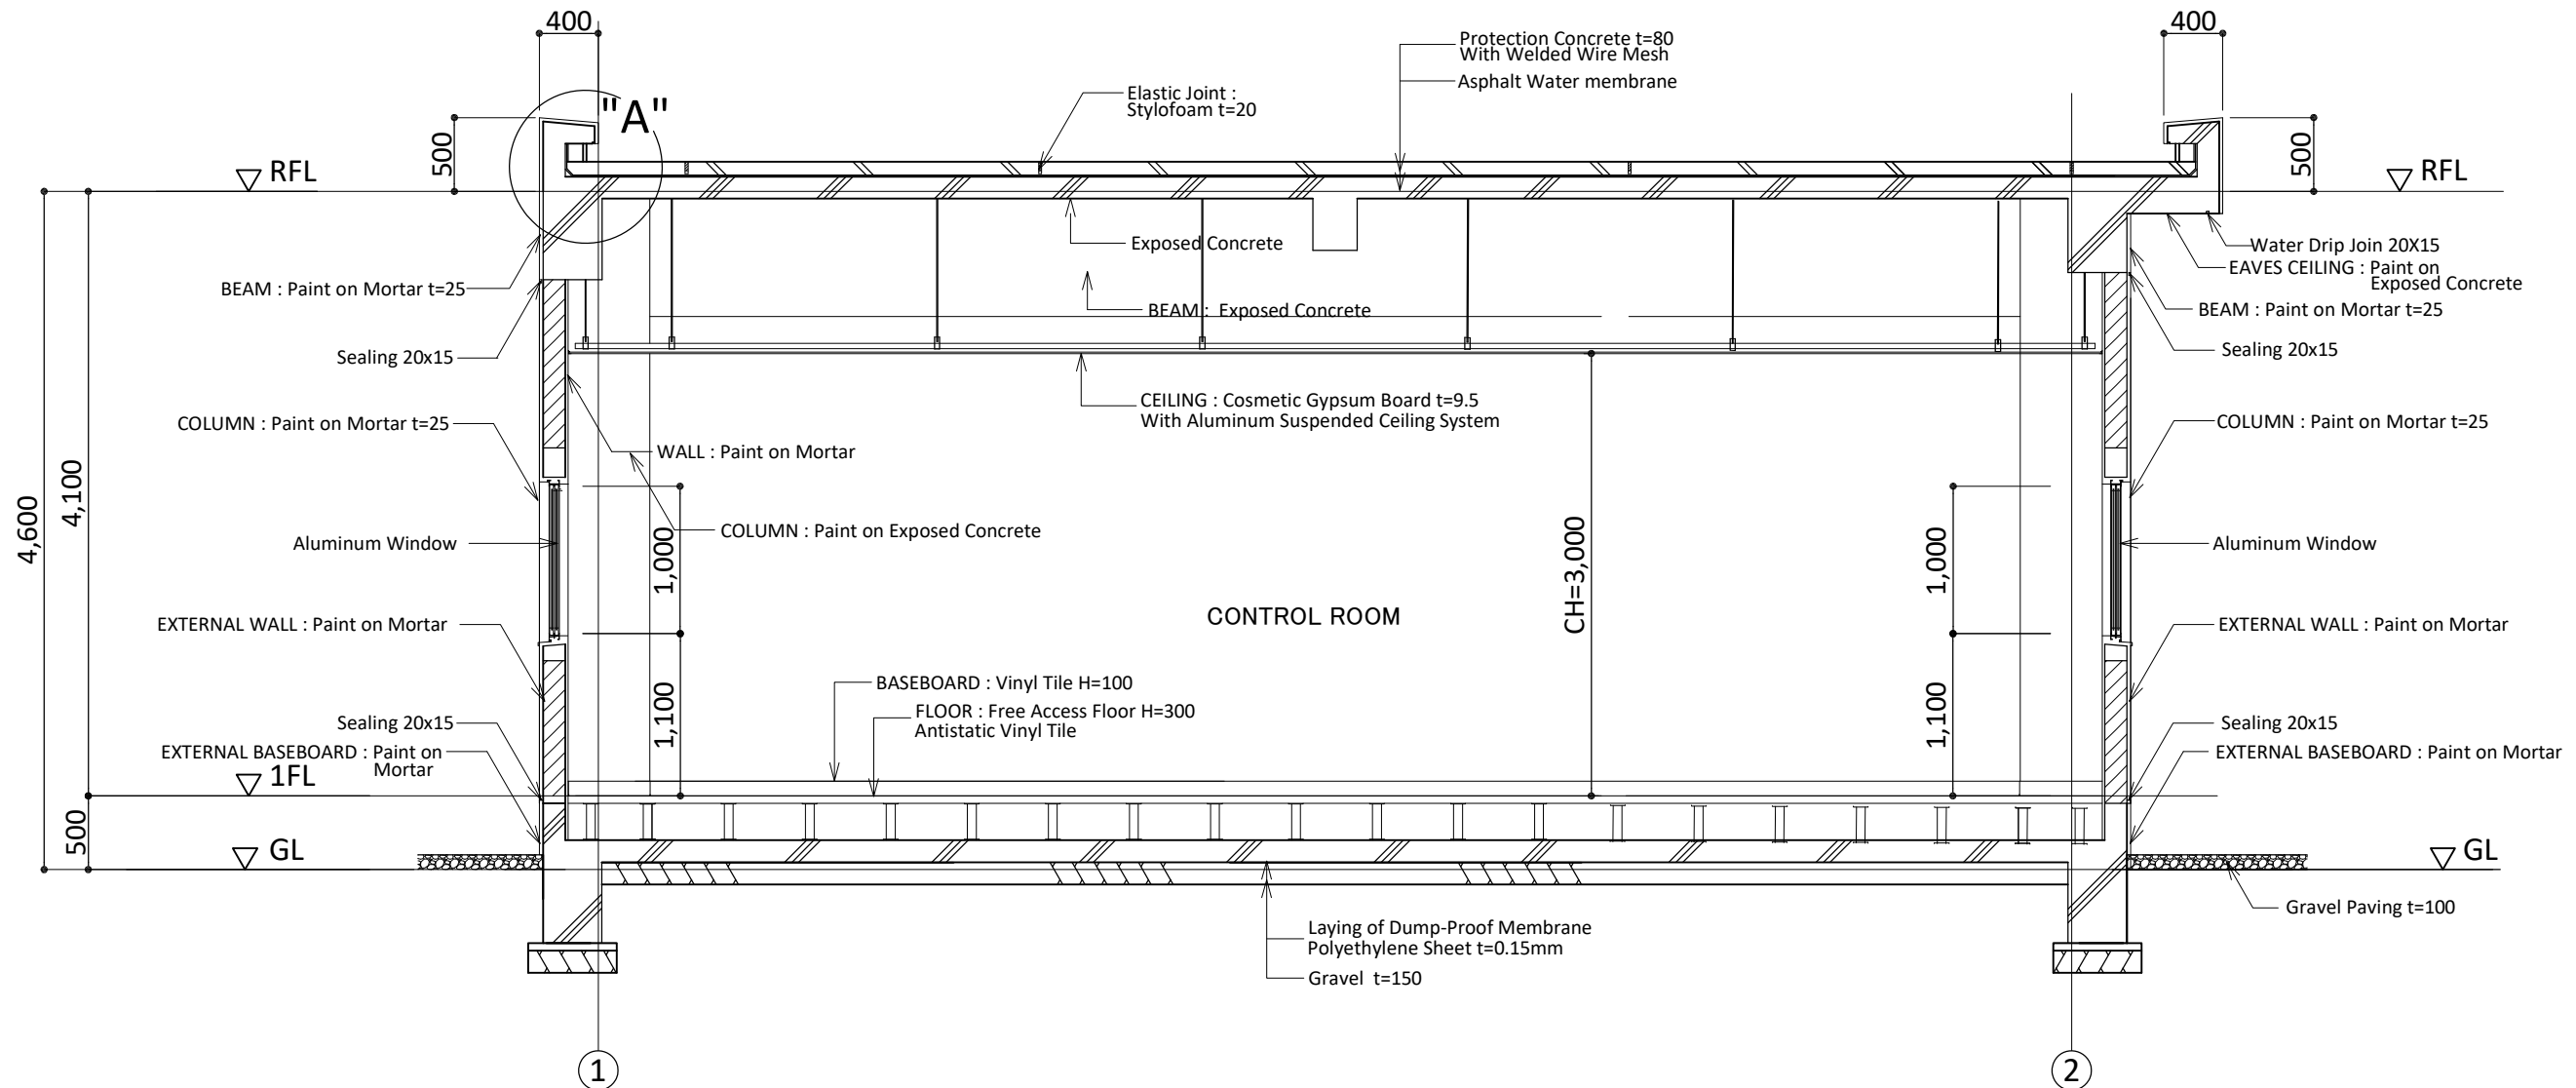 400
400
Protection Concrete t=80
With Welded Wire Mesh
Asphalt Water membrane
Elastic Joint :
Stylofoam t=20
"A"
500
500
RFL
RFL
Exposed Concrete
Water Drip Join 20X15
EAVES CEILING : Paint on
Exposed Concrete
BEAM : Paint on Mortar t=25
BEAM : Exposed Concrete
BEAM : Paint on Mortar t=25
Sealing 20x15
Sealing 20x15
CEILING : Cosmetic Gypsum Board t=9.5
With Aluminum Suspended Ceiling System
COLUMN : Paint on Mortar t=25
COLUMN : Paint on Mortar t=25
WALL : Paint on Mortar
4,100
4,600
COLUMN : Paint on Exposed Concrete
Aluminum Window
1,000
CH=3,000
1,000
Aluminum Window
CONTROL ROOM
EXTERNAL WALL : Paint on Mortar
EXTERNAL WALL : Paint on Mortar
BASEBOARD : Vinyl Tile H=100
1,100
1,100
FLOOR : Free Access Floor H=300
Antistatic Vinyl Tile
Sealing 20x15
Sealing 20x15
EXTERNAL BASEBOARD : Paint on
Mortar
EXTERNAL BASEBOARD : Paint on Mortar
1FL
500
GL
GL
Gravel Paving t=100
Laying of Dump-Proof Membrane
Polyethylene Sheet t=0.15mm
Gravel t=150
1
2